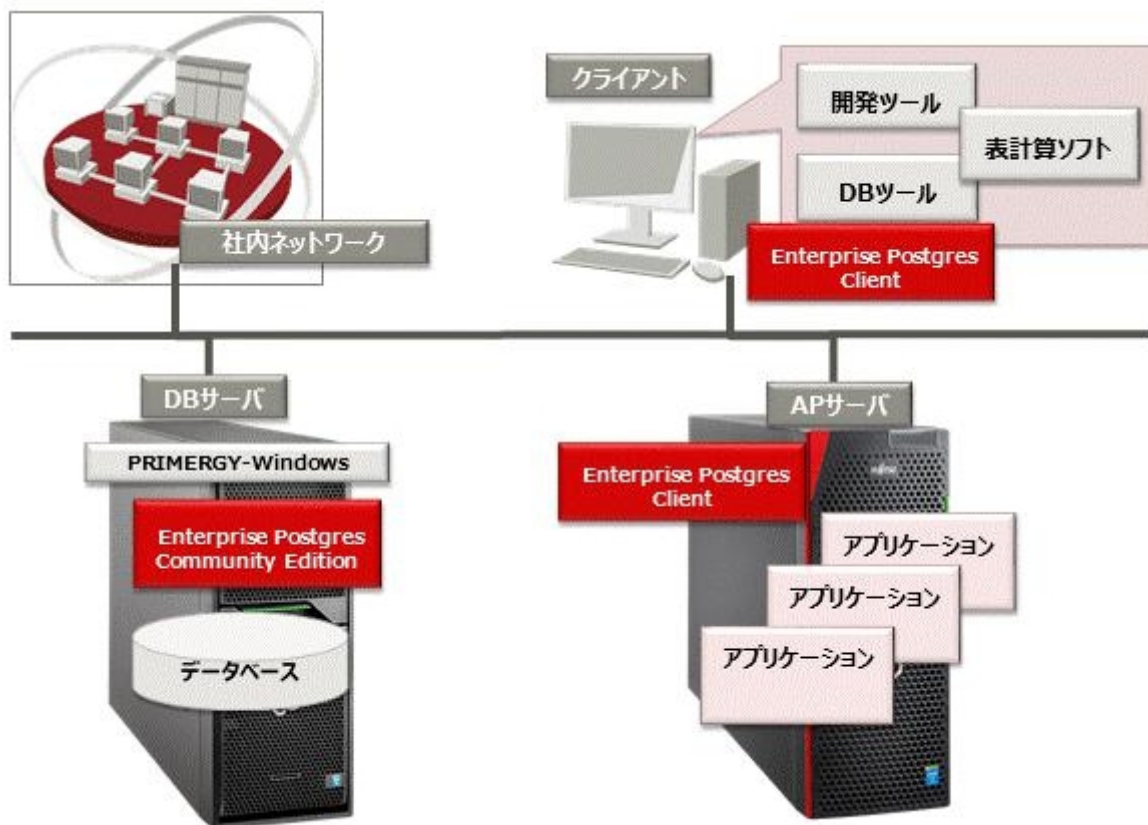 クライアント
開発ツール
表計算ソフト
DBツール
社内ネットワーク
Enterprise Postgres
Client
DBサーバ
APサーバ
PRIMERGY-Windows
Enterprise Postgres
Client
FUJITSU
Enterprise Postgres
Community Edition
アプリケーション
アプリケーション
アプリケーション
データベース